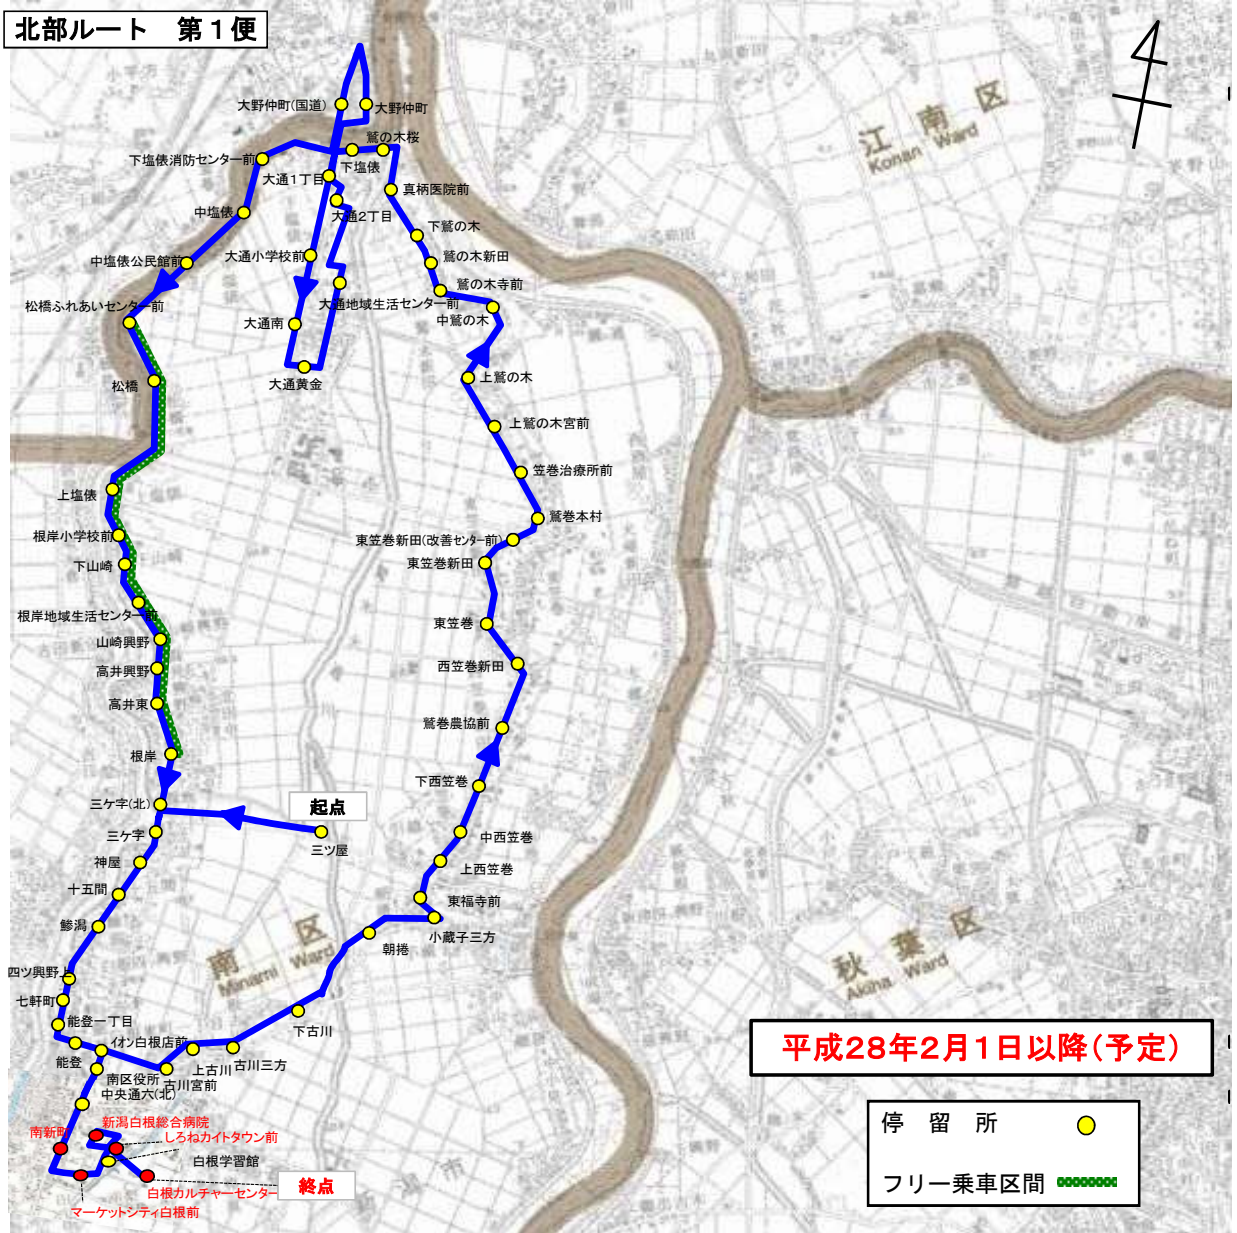 北部ルート　第１便
大野仲町(国道)
大野仲町
鷲の木桜
下塩俵消防センター前
下塩俵
大通１丁目
真柄医院前
中塩俵
大通２丁目
下鷲の木
中塩俵公民館前
大通小学校前
鷲の木新田
鷲の木寺前
松橋ふれあいセンター前
大通地域生活センター前
大通南
中鷲の木
松橋
大通黄金
上鷲の木
上鷲の木宮前
笠巻治療所前
上塩俵
鷲巻本村
根岸小学校前
東笠巻新田(改善センター前)
下山崎
東笠巻新田
根岸地域生活センター前
東笠巻
山崎興野
西笠巻新田
高井興野
高井東
鷲巻農協前
根岸
下西笠巻
三ケ字(北)
起点
三ケ字
三ツ屋
中西笠巻
神屋
上西笠巻
十五間
東福寺前
鯵潟
小蔵子三方
朝捲
四ツ興野上
七軒町
下古川
能登一丁目
イオン白根店前
能登
上古川
古川三方
南区役所
古川宮前
中央通六(北)
新潟白根総合病院
南新町
しろねカイトタウン前
白根学習館
白根カルチャーセンター
終点
マーケットシティ白根前
江南区
Konan Ward
南区
Minami Ward
秋葉区
Akiha Ward
平成28年2月1日以降(予定)
停　留　所
フリー乗車区間